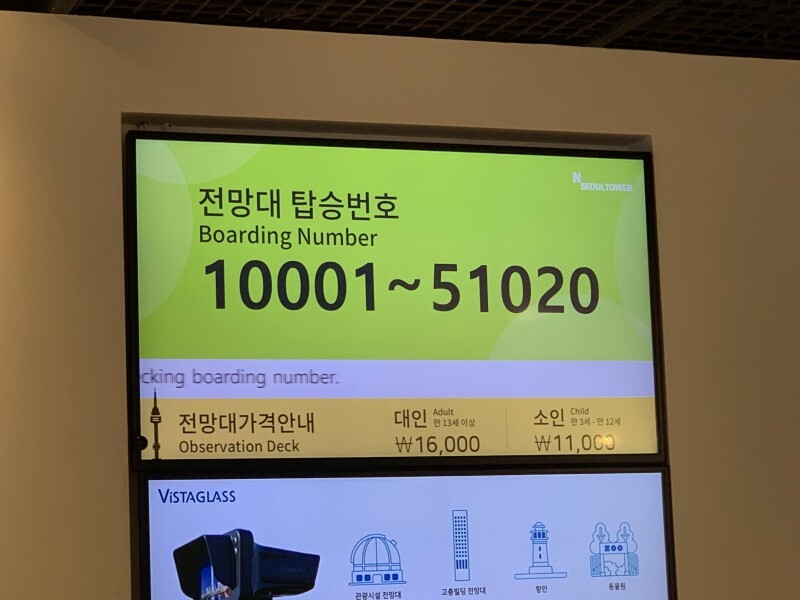 N
SEOULTOWER
전망대 탑승번호
Boarding Number
10001~51020
cking boarding number.
전망대가격안내
Observation Deck
대인 Adult
만 13세 이상
₩16,000
소인 Child
만 3세 - 만 12세
₩11,000
ViSTAGLASS
관광시설 전망대
고층빌딩 전망대
항만
ZOO
동물원